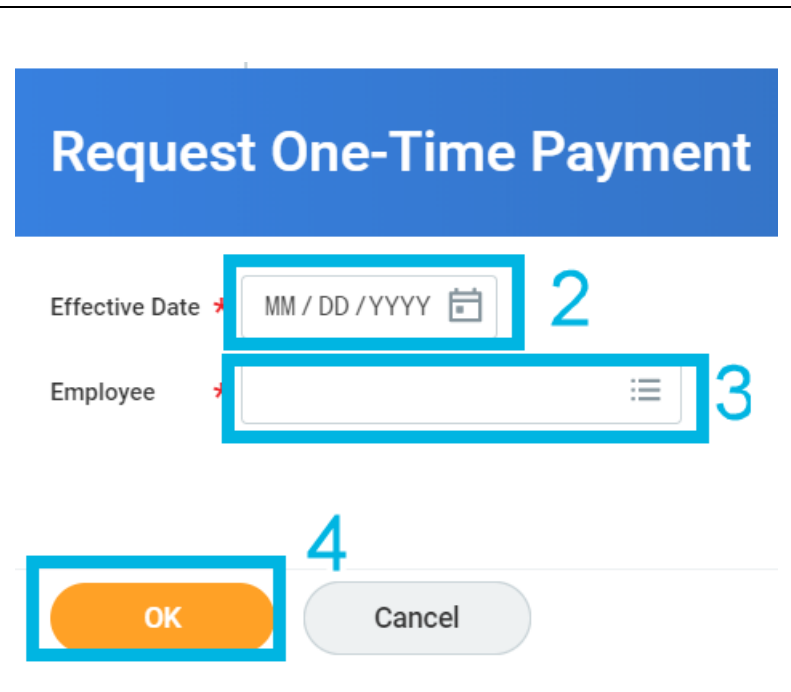 Request One-Time Payment
Effective Date * MM / DD / YYYY 2
Employee * 3
4
OK Cancel